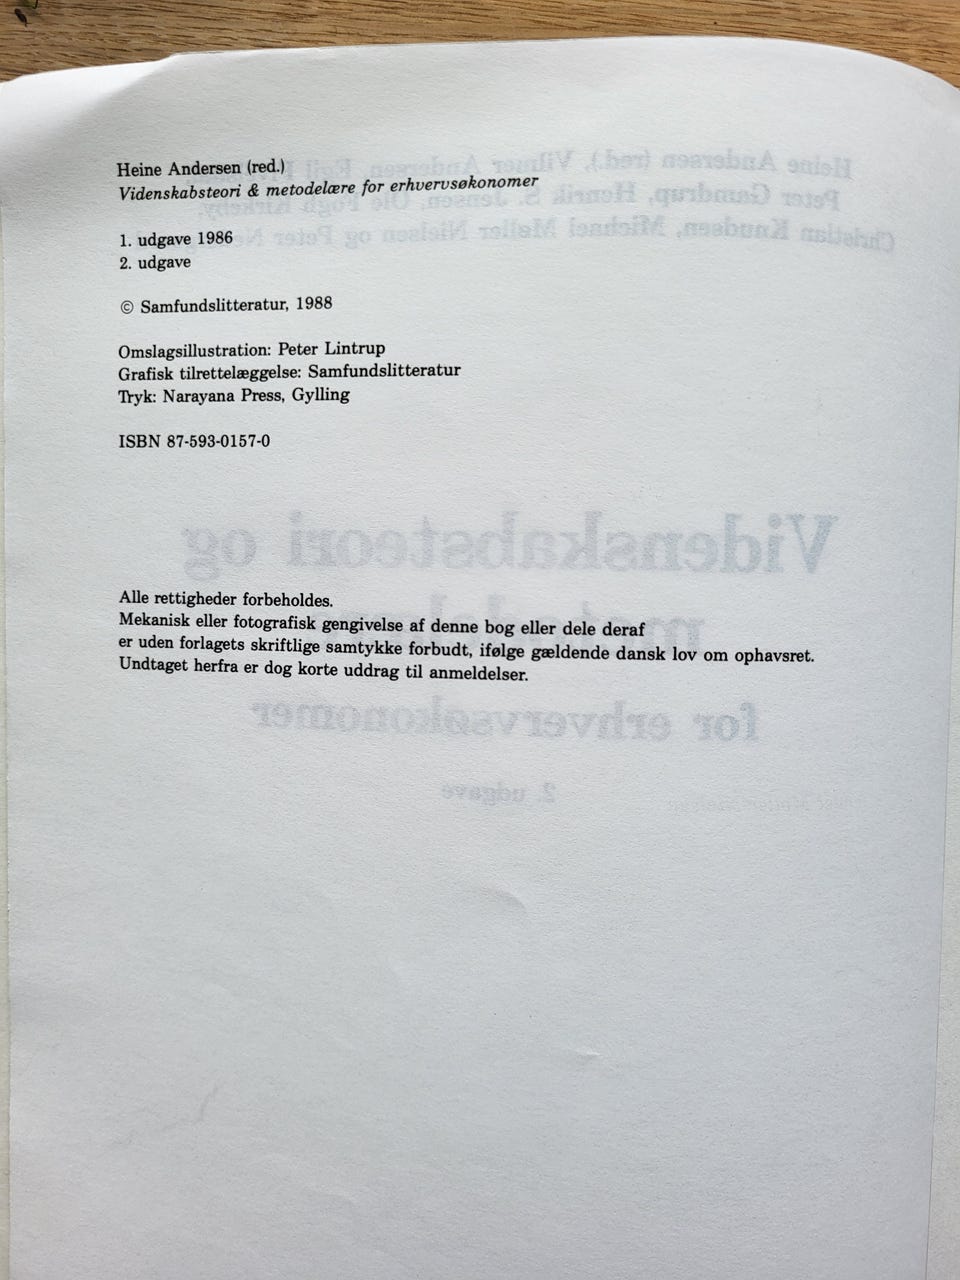 Heine Andersen (red.)
Videnskabsteori & metodelære for erhvervsøkonomer
1. udgave 1986
2. udgave
© Samfundslitteratur, 1988
Omslagsillustration: Peter Lintrup
Grafisk tilrettelæggelse: Samfundslitteratur
Tryk: Narayana Press, Gylling
ISBN 87-593-0157-0
Alle rettigheder forbeholdes.
Mekanisk eller fotografisk gengivelse af denne bog eller dele deraf
er uden forlagets skriftlige samtykke forbudt, ifølge gældende dansk lov om ophavsret.
Undtaget herfra er dog korte uddrag til anmeldelser.